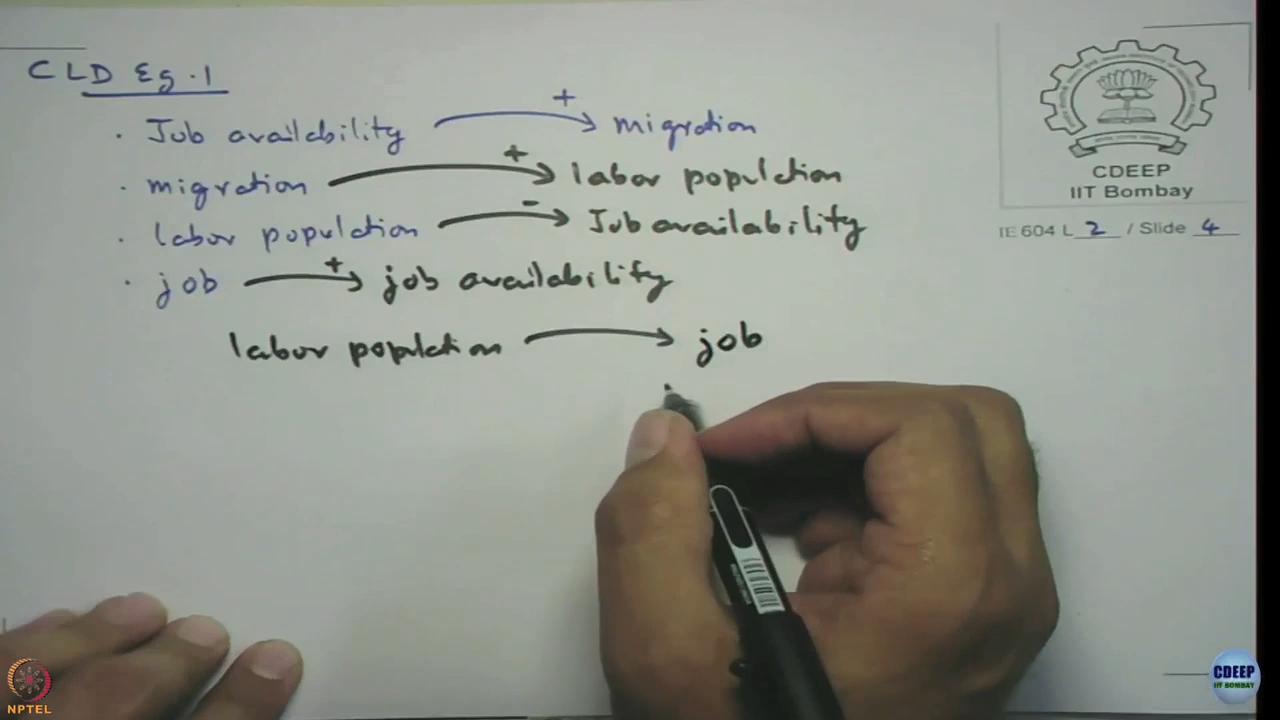 CLD Eg.1
· Job availability + migration
· migration + labor population
· labor population - Job availability
· job + job availability
labor population job
CDEEP
IIT Bombay
IE 604 L 2 / Slide 4
NPTEL
CDEEP
IIT BOMBAY